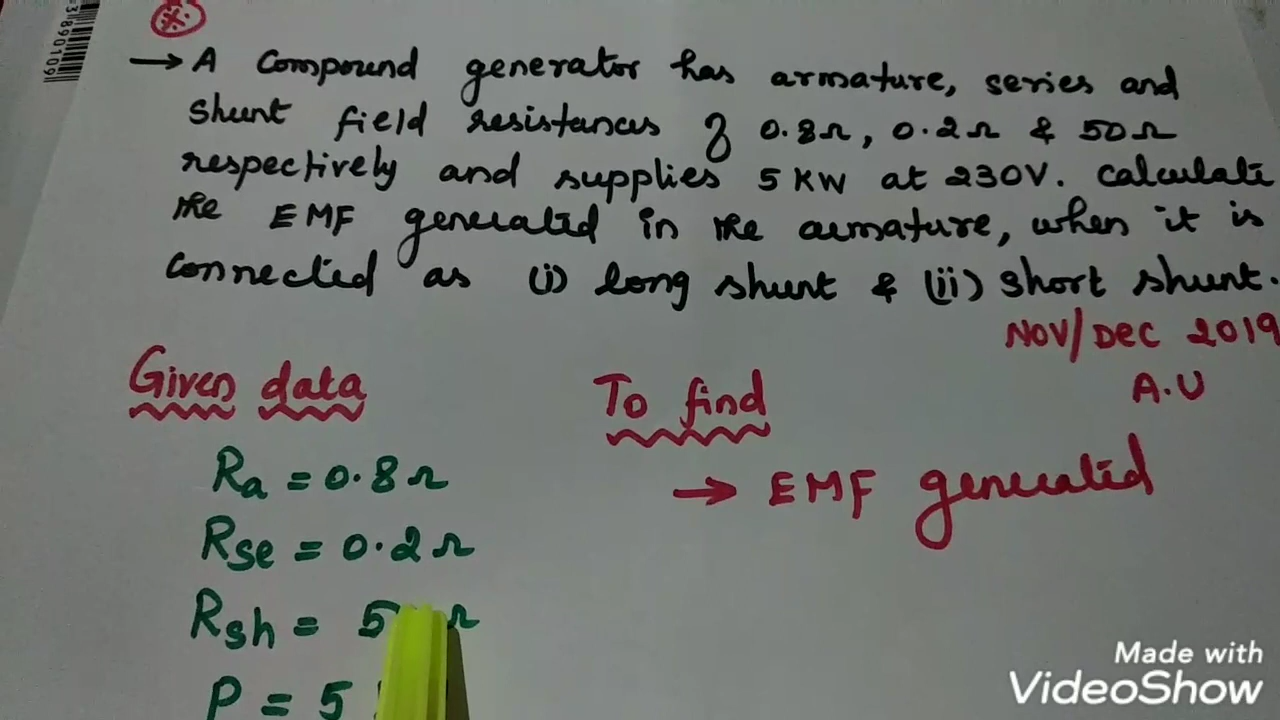 3890109
→ A Compound generator has armature, series and
shunt field resistances of 0.8Ω, 0.2Ω & 50Ω
respectively and supplies 5 KW at 230V. Calculate
the EMF generated in the armature, when it is
connected as (i) long shunt & (ii) short shunt.
NOV/DEC 2019
A.U
Given data
To find
Ra = 0.8Ω
→ EMF generated
Rse = 0.2Ω
Rsh = 5 Ω
P = 5
Made with
VideoShow